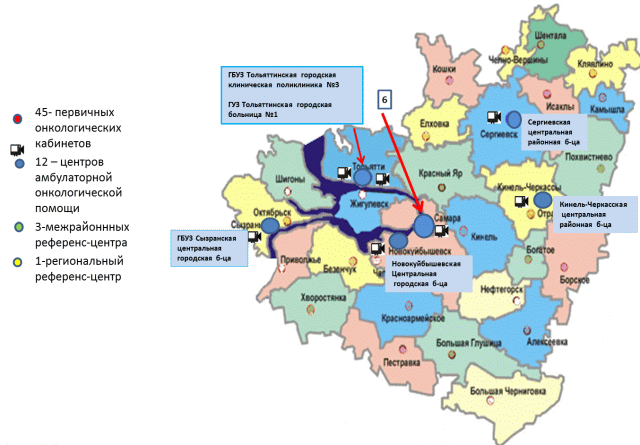 ГБУЗ Тольяттинская городская
клиническая поликлиника №3
ГУЗ Тольяттинская городская
больница №1
6
45- первичных
онкологических
кабинетов
12 – центров
амбулаторной
онкологической
помощи
3-межрайоннных
референс-центра
1-региональный
референс-центр
Шентала
Челно-Вершины
Кошки
Клявлино
Исаклы
Камышла
Елховка
Сергиевск
Сергиевская
центральная
районная б-ца
Похвистнево
Красный Яр
Тольятти
Шигоны
Жигулевск
Кинель-Черкассы
Отра
Кинель-Черкасская
центральная
районная б-ца
Октябрьск
Сызрань
Самара
Кинель
Новокуйбышевск
ГБУЗ Сызранская
центральная
городская б-ца
Приволжье
Безенчук
Чап
Новокуйбышевская
Центральная
городская б-ца
Богатое
Борское
Нефтегорск
Хворостянка
Красноармейское
Алексеевка
Пестравка
Большая Глушица
Большая Черниговка